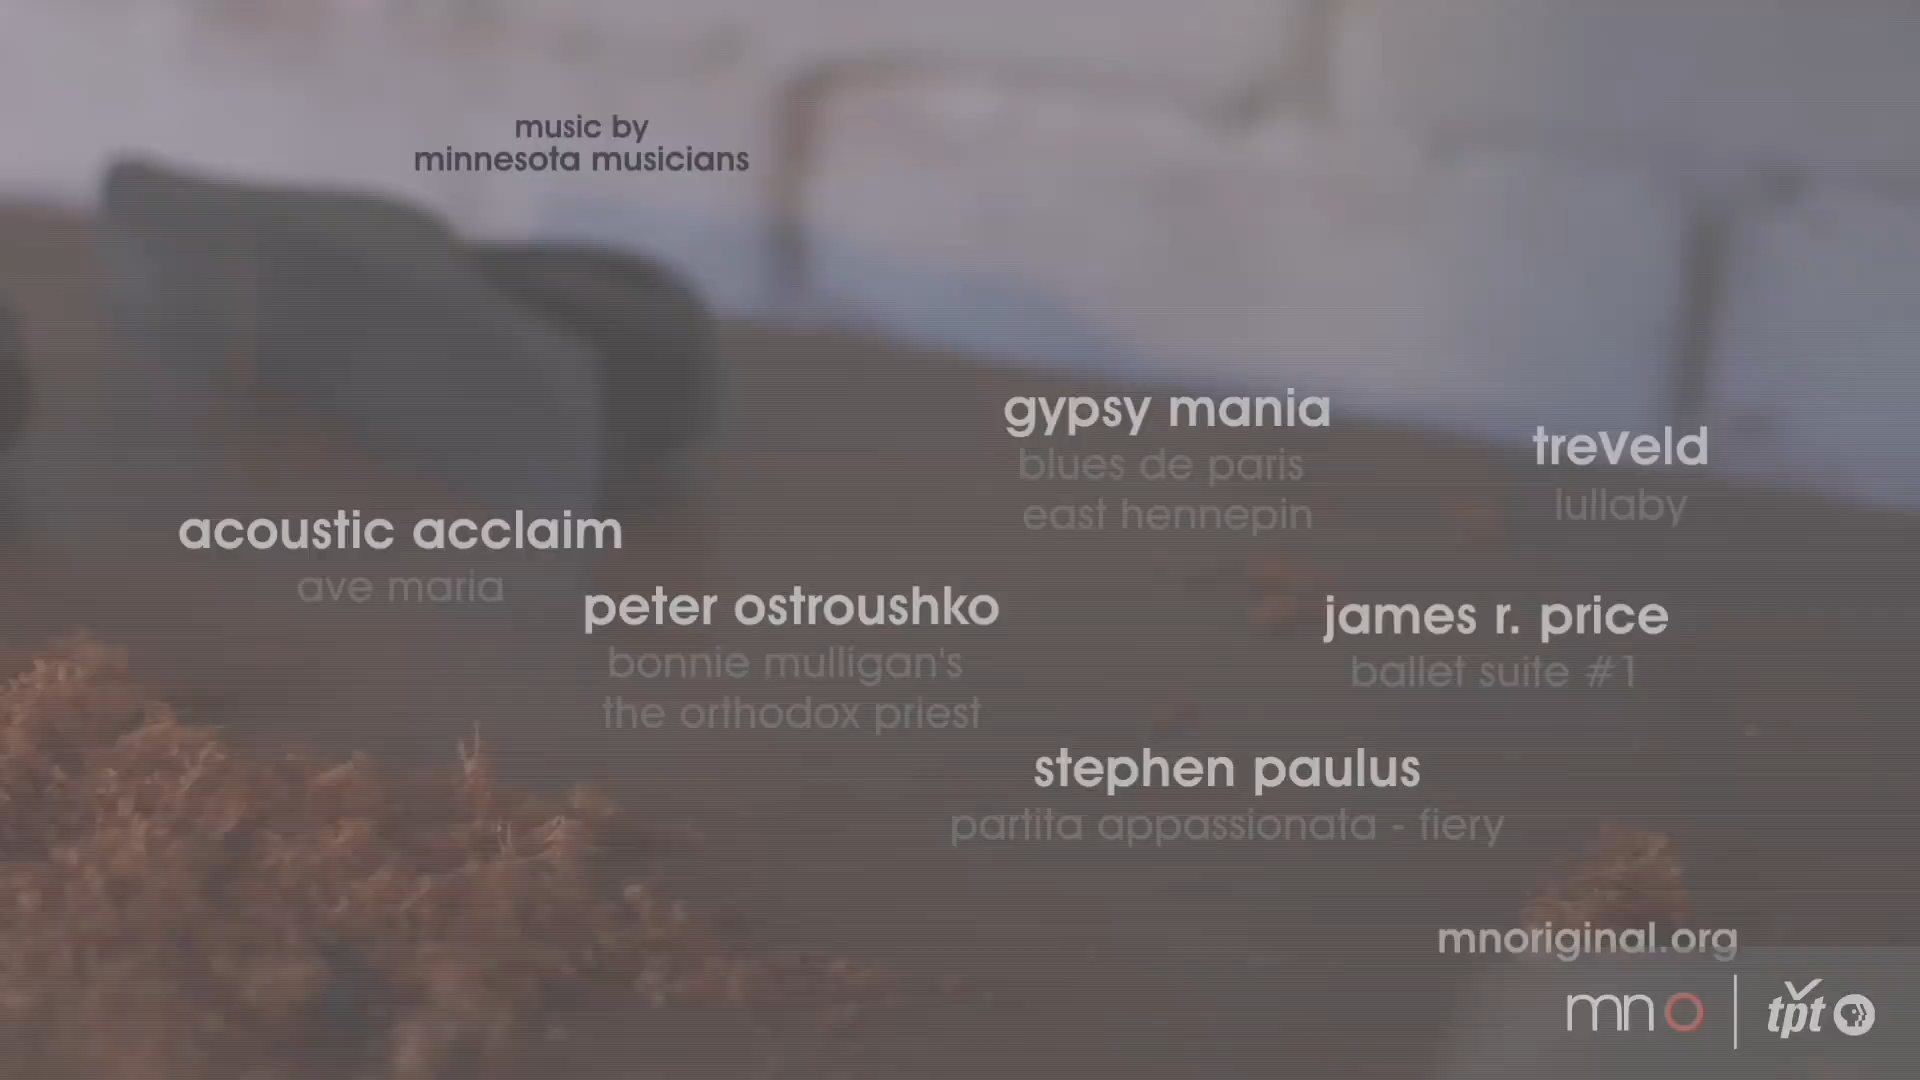 music by
minnesota musicians
gypsy mania
blues de paris
east hennepin
treveld
lullaby
acoustic acclaim
ave maria
peter ostroushko
bonnie mulligan's
the orthodox priest
james r. price
ballet suite #1
stephen paulus
partita appassionata - fiery
mnoriginal.org
mno
tpt